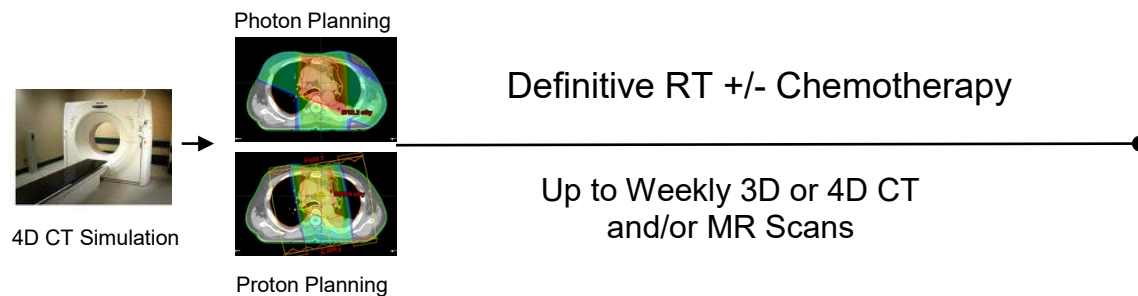 Photon Planning
Definitive RT +/- Chemotherapy
4D CT Simulation
Up to Weekly 3D or 4D CT
and/or MR Scans
Proton Planning